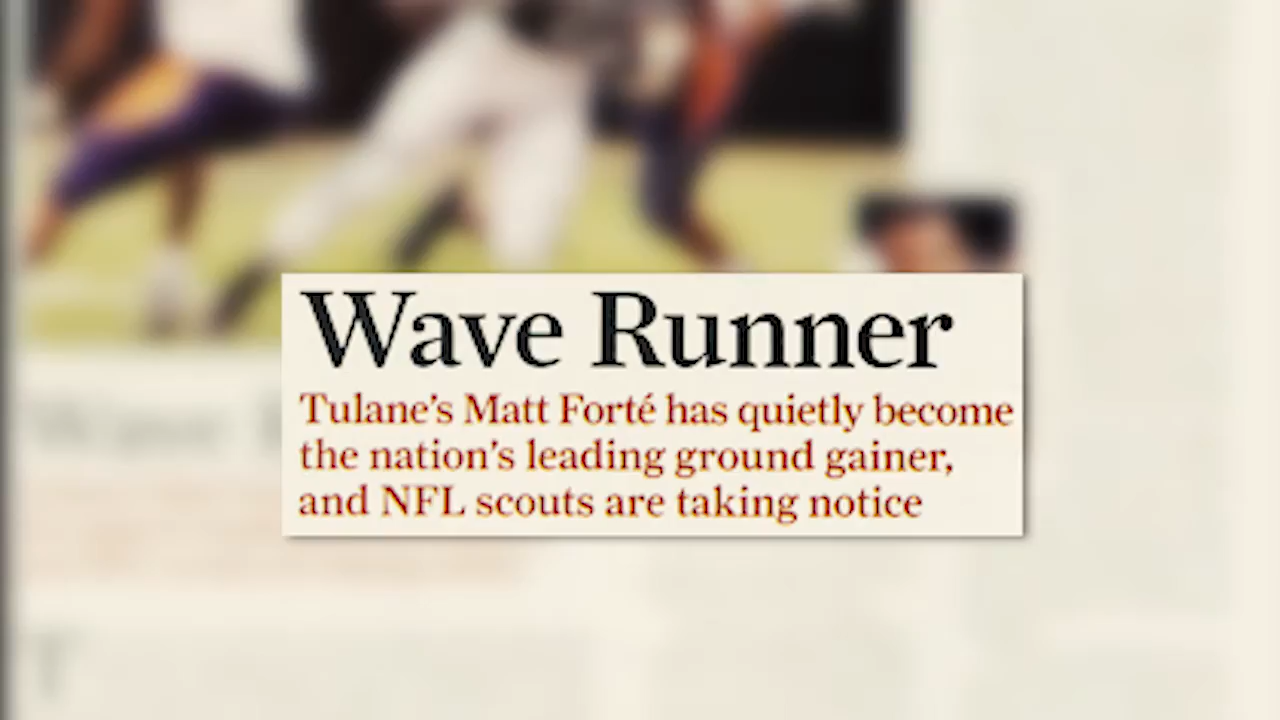 Wave Runner
Tulane's Matt Forté has quietly become
the nation's leading ground gainer,
and NFL scouts are taking notice